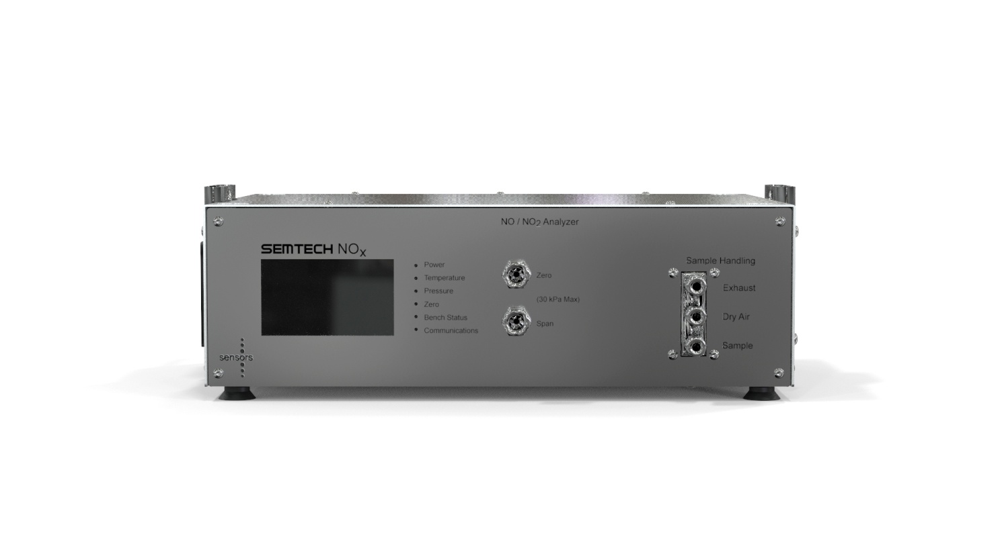 NO / NO2 Analyzer
SEMTECH NOx
Power
Temperature
Pressure
Zero
Bench Status
Communications
Zero
(30 kPa Max)
Span
Sample Handling
Exhaust
Dry Air
Sample
sensors